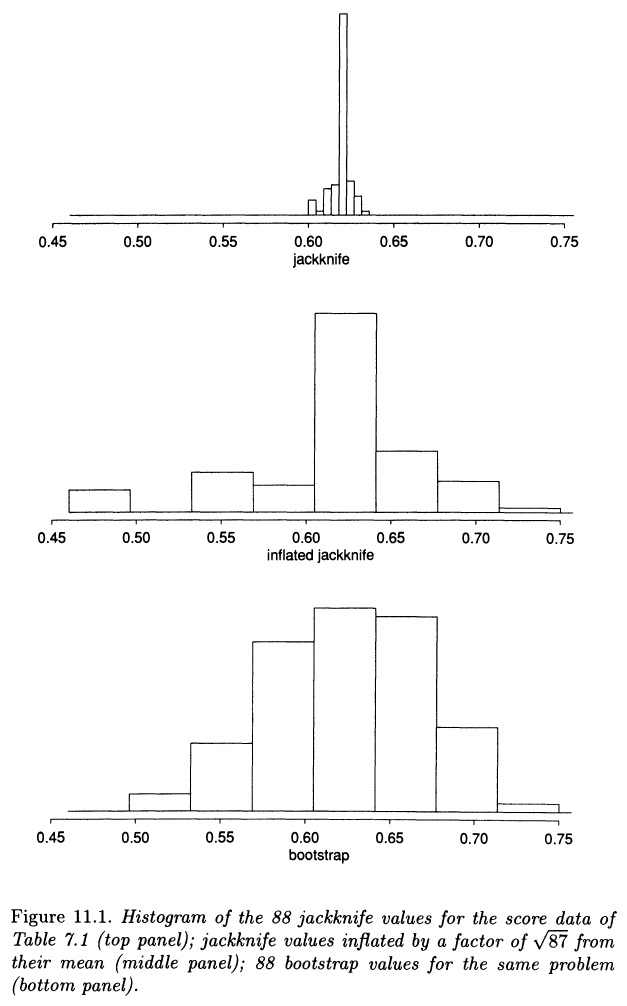 0.45 0.50 0.55 0.60 0.65 0.70 0.75
jackknife
0.45 0.50 0.55 0.60 0.65 0.70 0.75
inflated jackknife
0.45 0.50 0.55 0.60 0.65 0.70 0.75
bootstrap
Figure 11.1. Histogram of the 88 jackknife values for the score data of
Table 7.1 (top panel); jackknife values inflated by a factor of √87 from
their mean (middle panel); 88 bootstrap values for the same problem
(bottom panel).